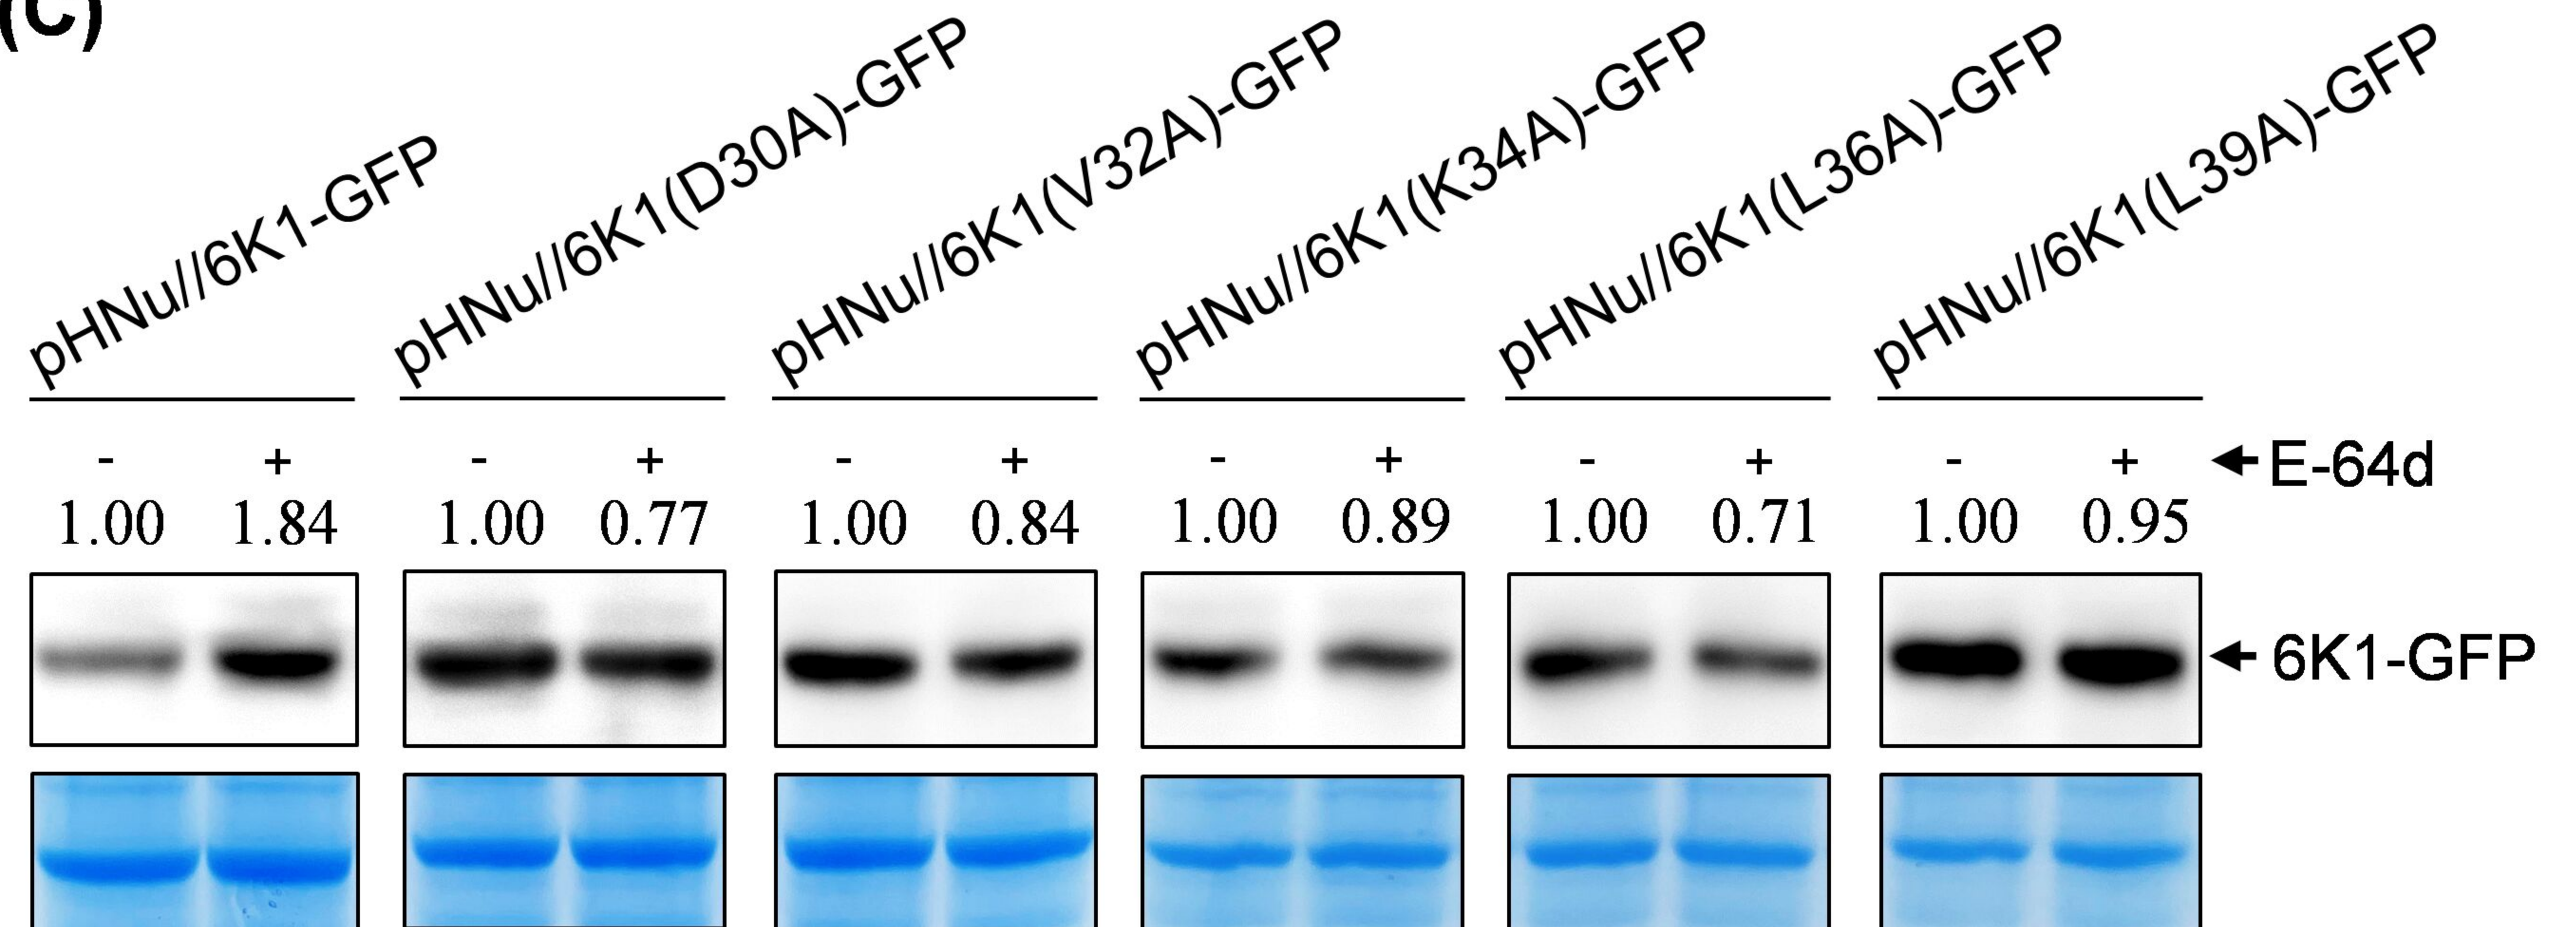 (C)
pHNu//6K1-GFP
pHNu//6K1(D30A)-GFP
pHNu//6K1(V32A)-GFP
pHNu//6K1(K34A)-GFP
pHNu//6K1(L36A)-GFP
pHNu//6K1(L39A)-GFP
- + - + - + - + - + - + E-64d
1.00 1.84 1.00 0.77 1.00 0.84 1.00 0.89 1.00 0.71 1.00 0.95
6K1-GFP